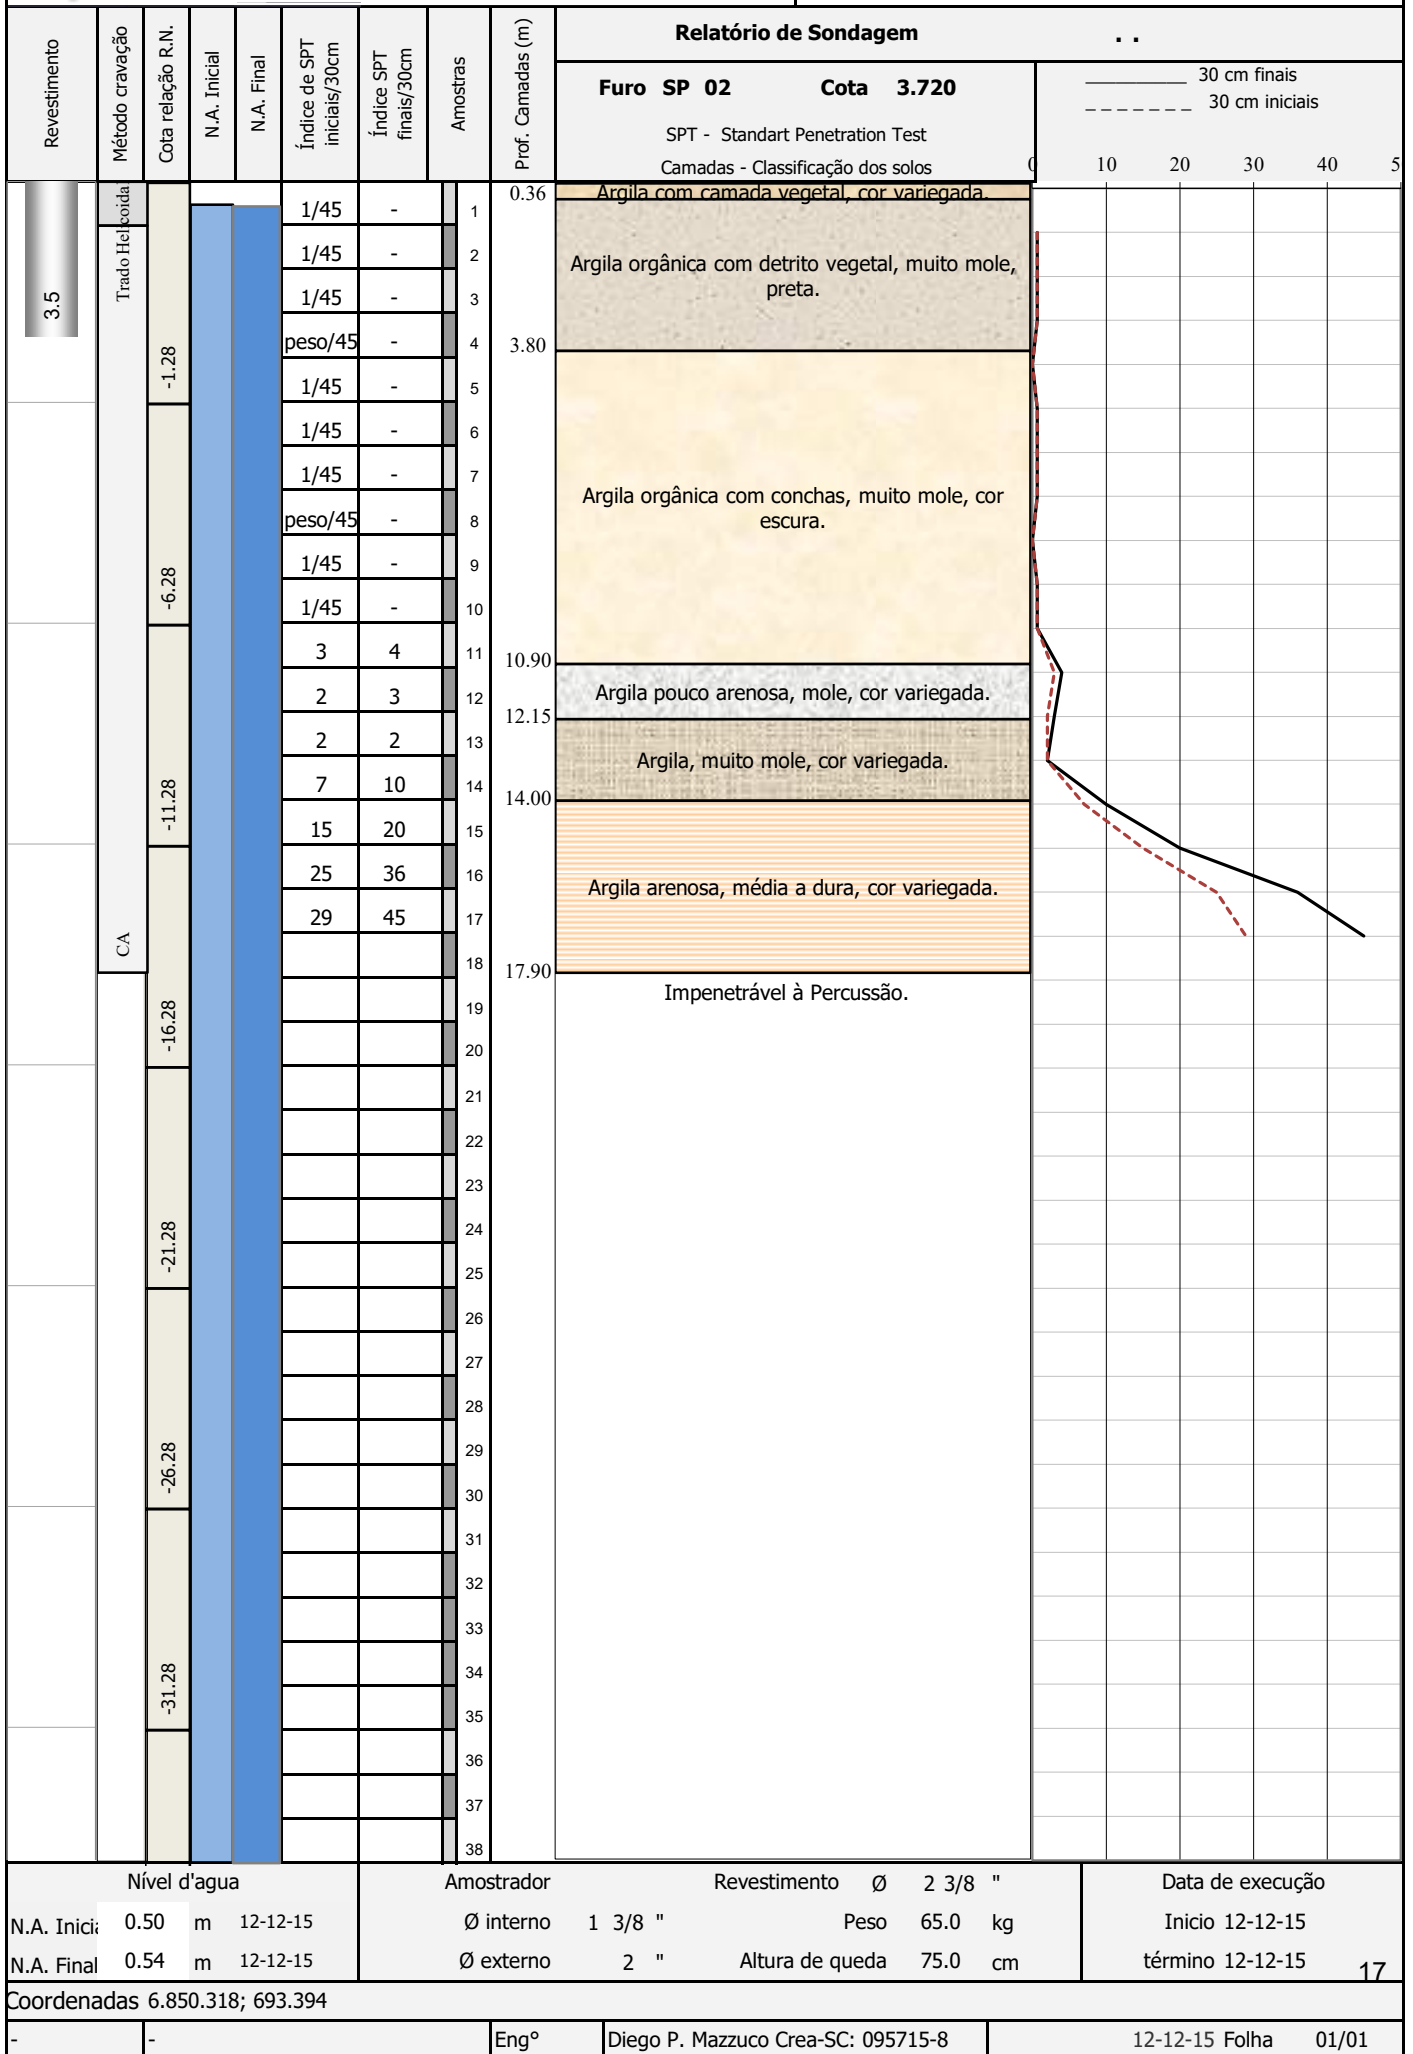 Relatório de Sondagem . .
Revestimento
Método cravação
Cota relação R.N.
N.A. Inicial
N.A. Final
Índice de SPT
iniciais/30cm
Índice SPT
finais/30cm
Amostras
Prof. Camadas (m)
Furo SP 02 Cota 3.720
SPT - Standart Penetration Test
Camadas - Classificação dos solos
30 cm finais
30 cm iniciais
0 10 20 30 40 5
3.5
Trado Helicoidal
CA
-1.28
-6.28
-11.28
-16.28
-21.28
-26.28
-31.28
1/45 - 1
1/45 - 2
1/45 - 3
peso/45 - 4
1/45 - 5
1/45 - 6
1/45 - 7
peso/45 - 8
1/45 - 9
1/45 - 10
3 4 11
2 3 12
2 2 13
7 10 14
15 20 15
25 36 16
29 45 17
18
19
20
21
22
23
24
25
26
27
28
29
30
31
32
33
34
35
36
37
38
0.36
Argila com camada vegetal, cor variegada.
Argila orgânica com detrito vegetal, muito mole,
preta.
3.80
Argila orgânica com conchas, muito mole, cor
escura.
10.90
Argila pouco arenosa, mole, cor variegada.
12.15
Argila, muito mole, cor variegada.
14.00
Argila arenosa, média a dura, cor variegada.
17.90
Impenetrável à Percussão.
Nível d'agua
N.A. Inicia 0.50 m 12-12-15
N.A. Final 0.54 m 12-12-15
Amostrador Revestimento Ø 2 3/8 "
Ø interno 1 3/8 " Peso 65.0 kg
Ø externo 2 " Altura de queda 75.0 cm
Data de execução
Inicio 12-12-15
término 12-12-15
17
Coordenadas 6.850.318; 693.394
- - Eng° Diego P. Mazzuco Crea-SC: 095715-8 12-12-15 Folha 01/01